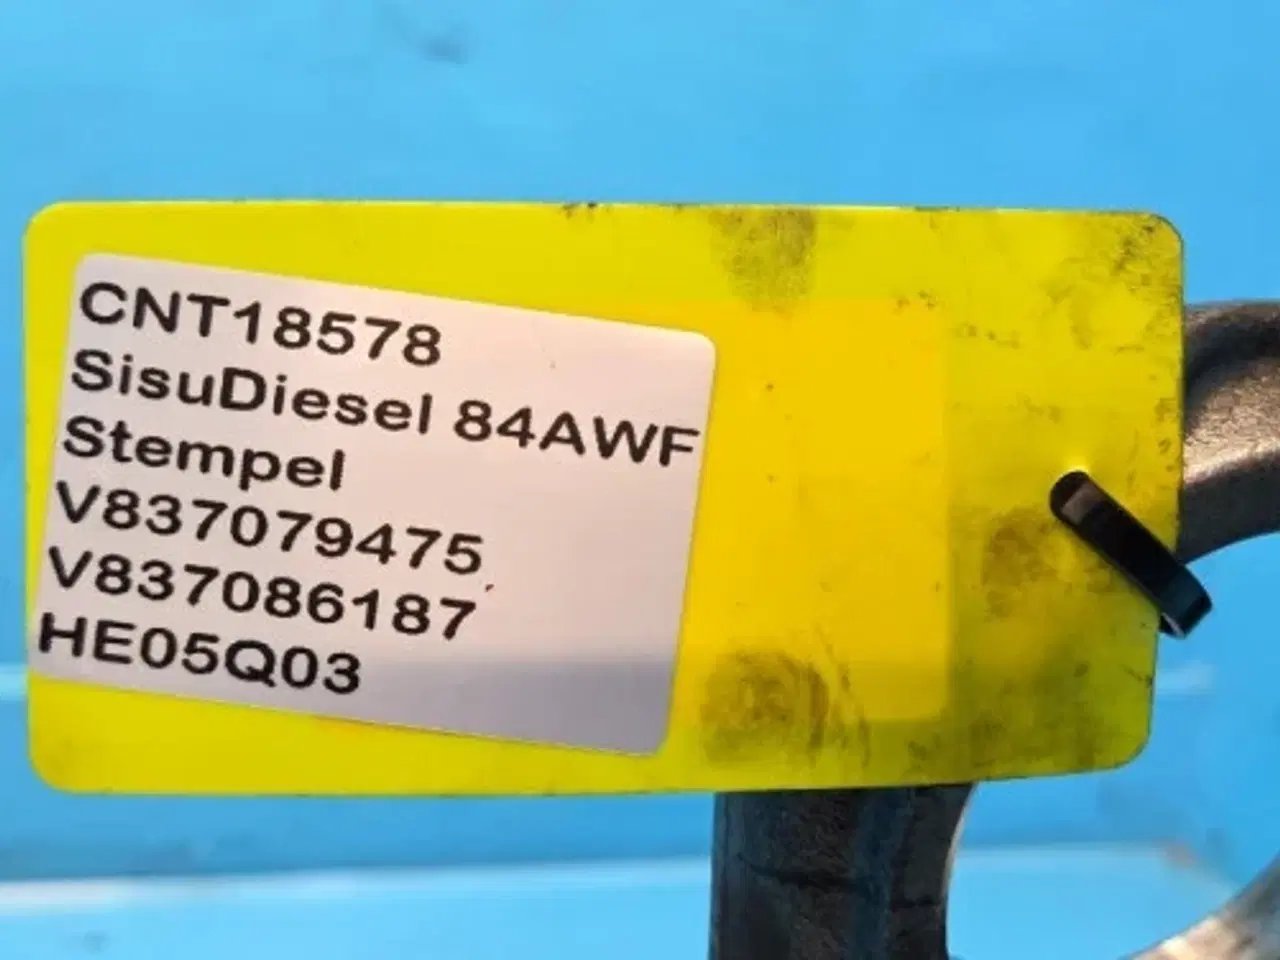 CNT18578
SisuDiesel 84AWF
Stempel
V837079475
V837086187
HE05Q03